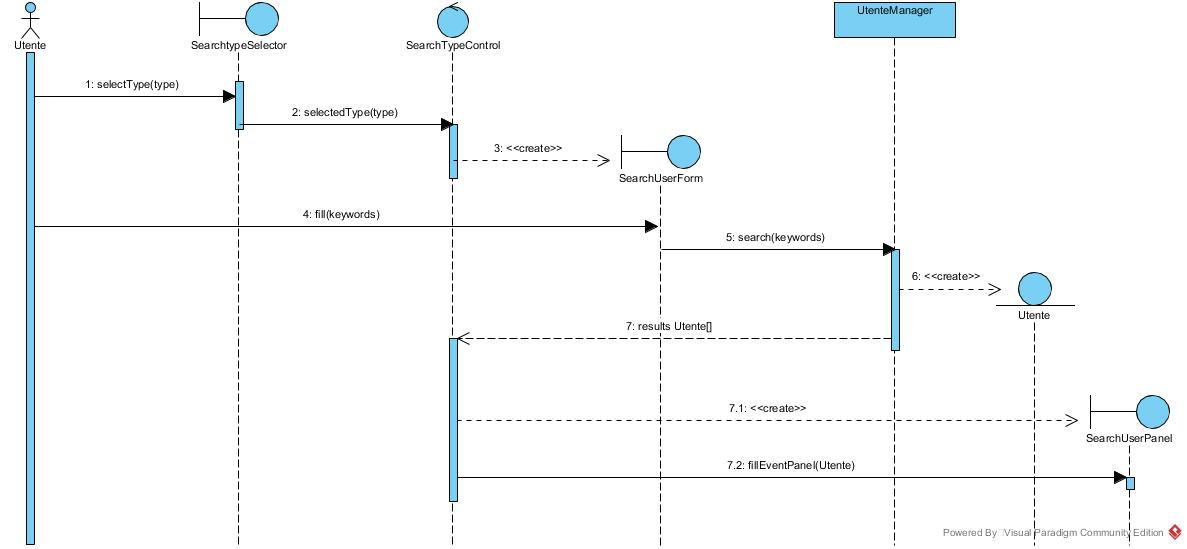 UtenteManager
Utente
SearchtypeSelector
SearchTypeControl
1: selectType(type)
2: selectedType(type)
3: <<create>>
SearchUserForm
4: fill(keywords)
5: search(keywords)
6: <<create>>
Utente
7: results Utente[]
7.1: <<create>>
SearchUserPanel
7.2: fillEventPanel(Utente)
Powered By Visual Paradigm Community Edition